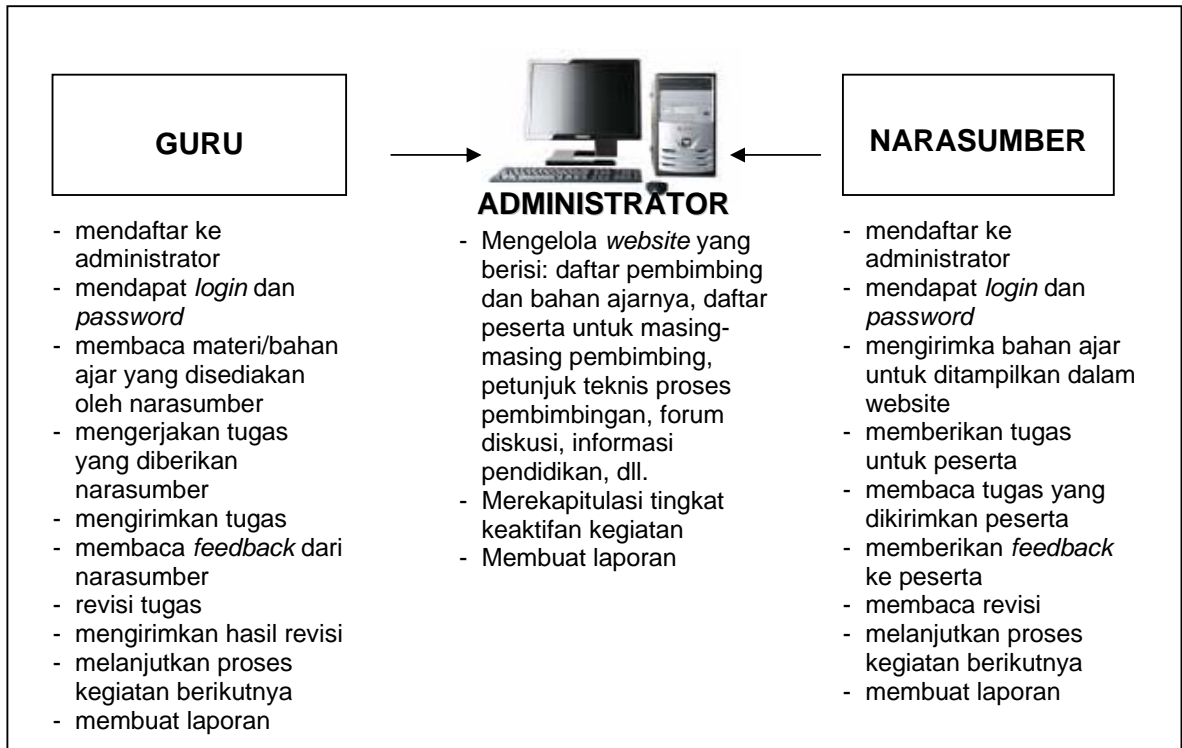 GURU
- mendaftar ke
administrator
- mendapat login dan
password
- membaca materi/bahan
ajar yang disediakan
oleh narasumber
- mengerjakan tugas
yang diberikan
narasumber
- mengirimkan tugas
- membaca feedback dari
narasumber
- revisi tugas
- mengirimkan hasil revisi
- melanjutkan proses
kegiatan berikutnya
- membuat laporan
ADMINISTRATOR
- Mengelola website yang
berisi: daftar pembimbing
dan bahan ajarnya, daftar
peserta untuk masing-
masing pembimbing,
petunjuk teknis proses
pembimbingan, forum
diskusi, informasi
pendidikan, dll.
- Merekapitulasi tingkat
keaktifan kegiatan
- Membuat laporan
NARASUMBER
- mendaftar ke
administrator
- mendapat login dan
password
- mengirimka bahan ajar
untuk ditampilkan dalam
website
- memberikan tugas
untuk peserta
- membaca tugas yang
dikirimkan peserta
- memberikan feedback
ke peserta
- membaca revisi
- melanjutkan proses
kegiatan berikutnya
- membuat laporan